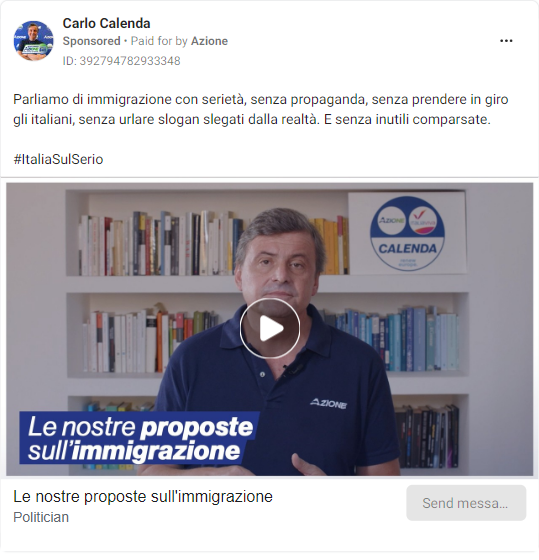 Carlo Calenda
Sponsored • Paid for by Azione
ID: 392794782933348
Parliamo di immigrazione con serietà, senza propaganda, senza prendere in giro
gli italiani, senza urlare slogan slegati dalla realtà. E senza inutili comparsate.
#ItaliaSulSerio
AZIONE
CALENDA
AZIONE
Le nostre proposte
sull'immigrazione
Le nostre proposte sull'immigrazione
Politician
Send messa...